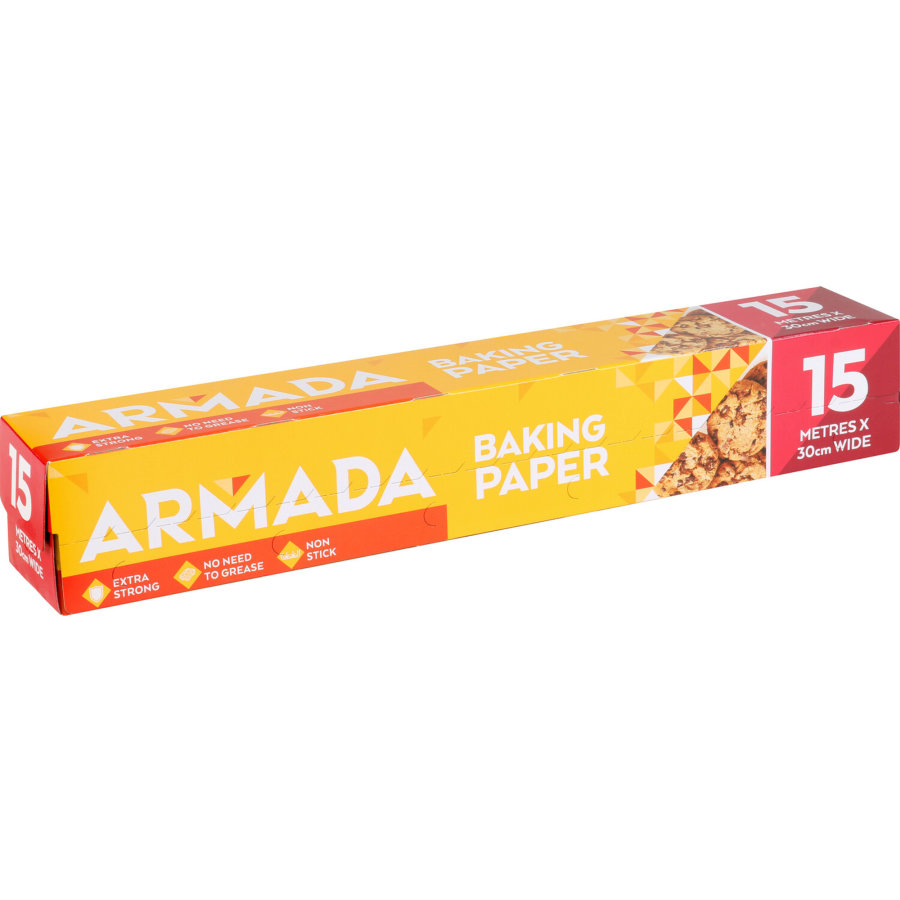 ARMADA
BAKING
PAPER
15
METRES X
30cm WIDE
EXTRA
STRONG
NO NEED
TO GREASE
NON
STICK
ARMADA
BAKING
PAPER
15
METRES X
30cm WIDE
EXTRA
STRONG
NO NEED
TO GREASE
NON
STICK
15
METRES X
30cm WIDE